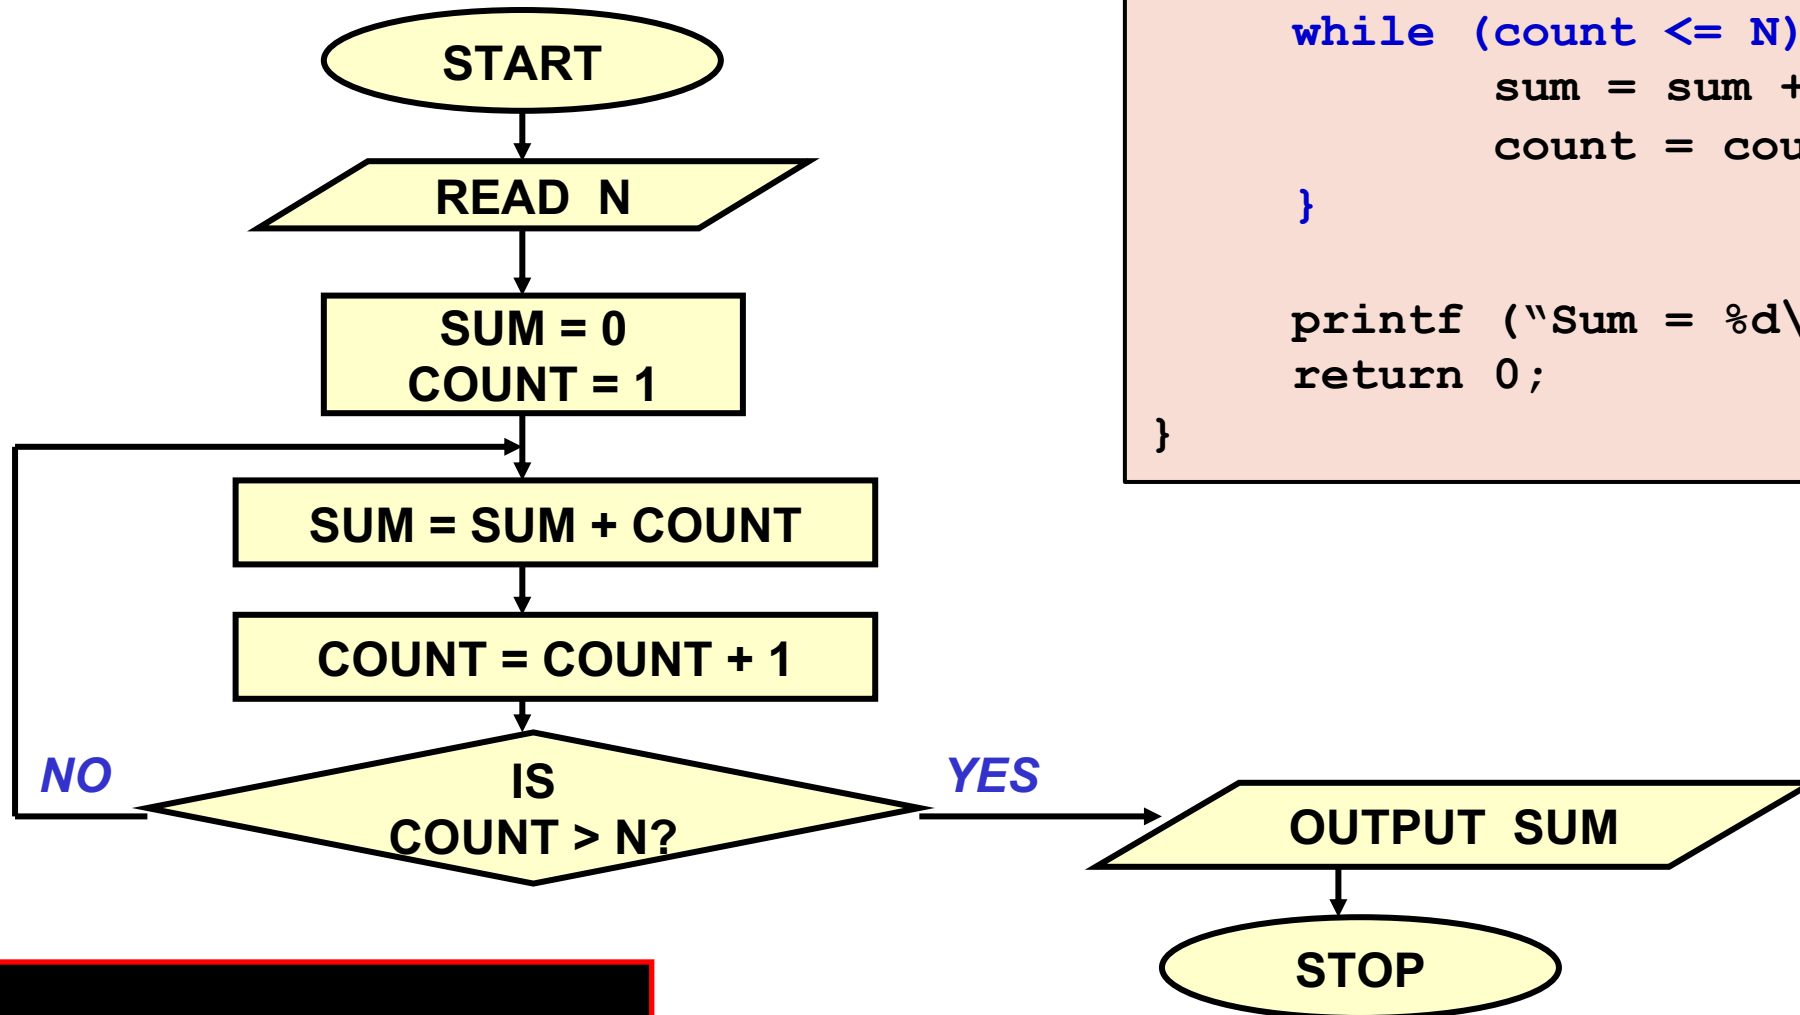 START
READ N
SUM = 0
COUNT = 1
SUM = SUM + COUNT
COUNT = COUNT + 1
IS
COUNT > N?
NO
YES
OUTPUT SUM
STOP
while (count <= N)
sum = sum +
count = cou
}
printf (“Sum = %d\
return 0;
}